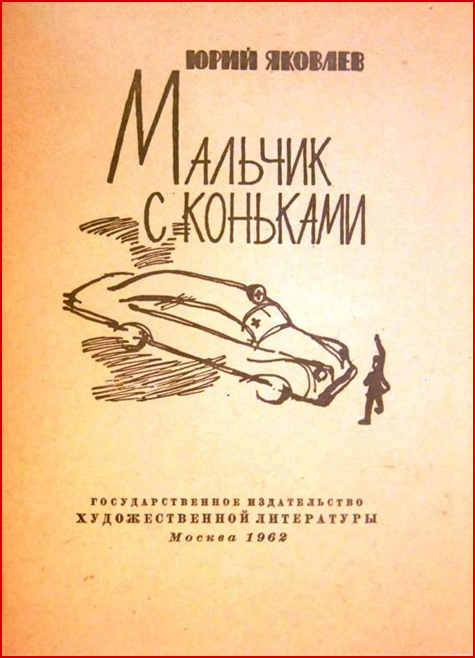 ЮРИЙ ЯКОВЛЕВ
МАЛЬЧИК
С КОНЬКАМИ
ГОСУДАРСТВЕННОЕ ИЗДАТЕЛЬСТВО
ХУДОЖЕСТВЕННОЙ ЛИТЕРАТУРЫ
Москва 1962